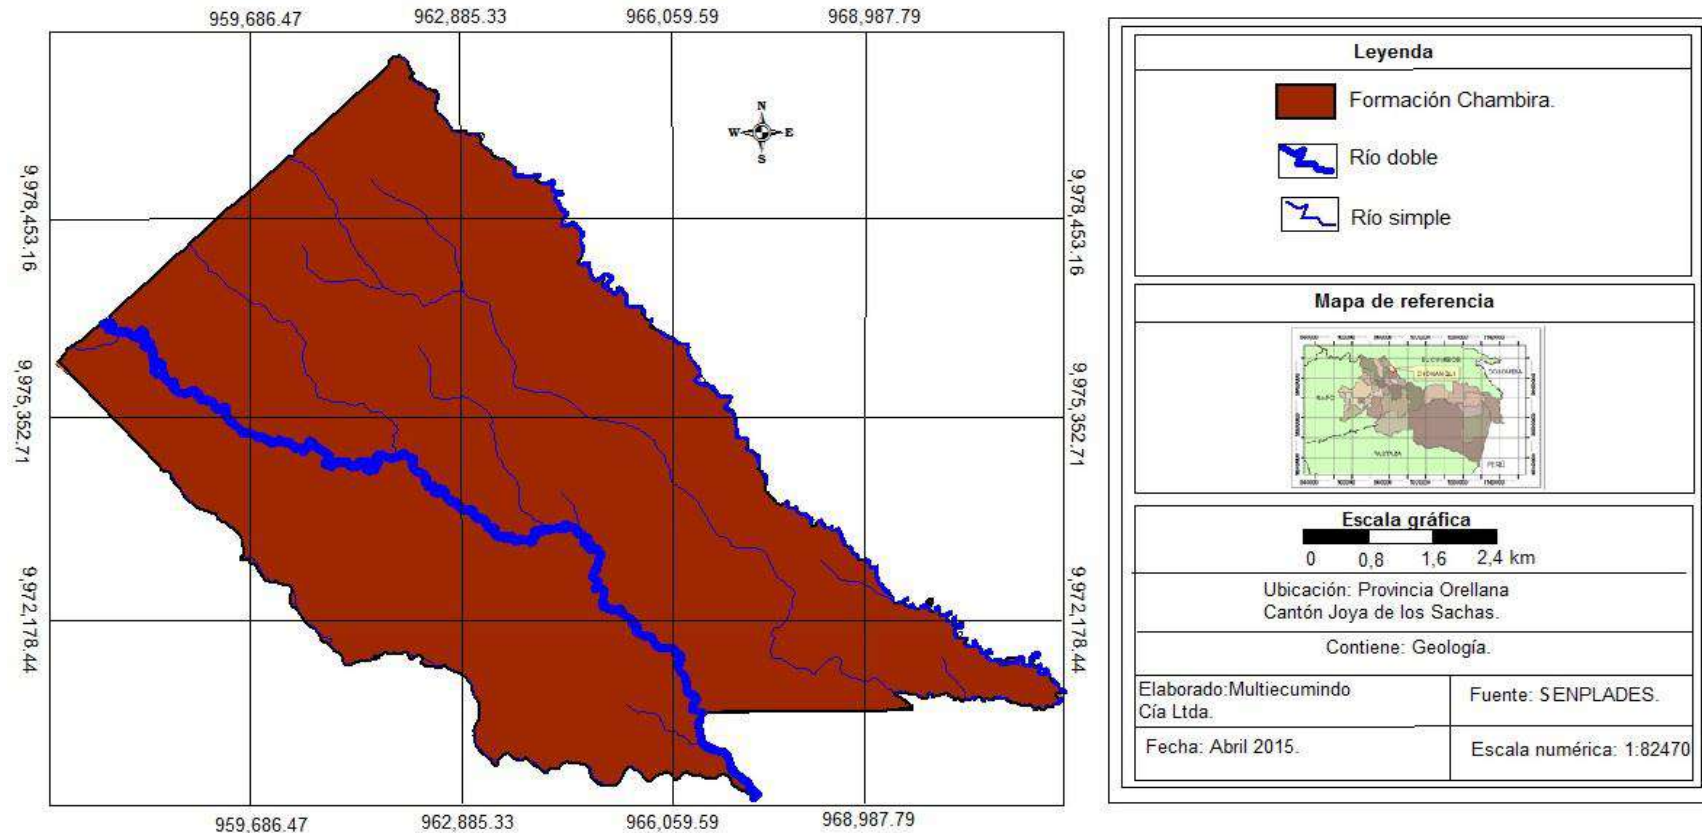 959,686.47 962,885.33 966,059.59 968,987.79
N
W E
S
9,978,453.16
9,975,352.71
9,972,178.44
9,978,453.16
9,975,352.71
9,972,178.44
959,686.47 962,885.33 966,059.59 968,987.79
Leyenda
Formación Chambira.
Río doble
Río simple
Mapa de referencia
NAPO
PASTAZA
PERÚ
Escala gráfica
0 0,8 1,6 2,4 km
Ubicación: Provincia Orellana
Cantón Joya de los Sachas.
Contiene: Geología.
Elaborado:Multiecumindo
Cía Ltda.
Fuente: SENPLADES.
Fecha: Abril 2015.
Escala numérica: 1:82470